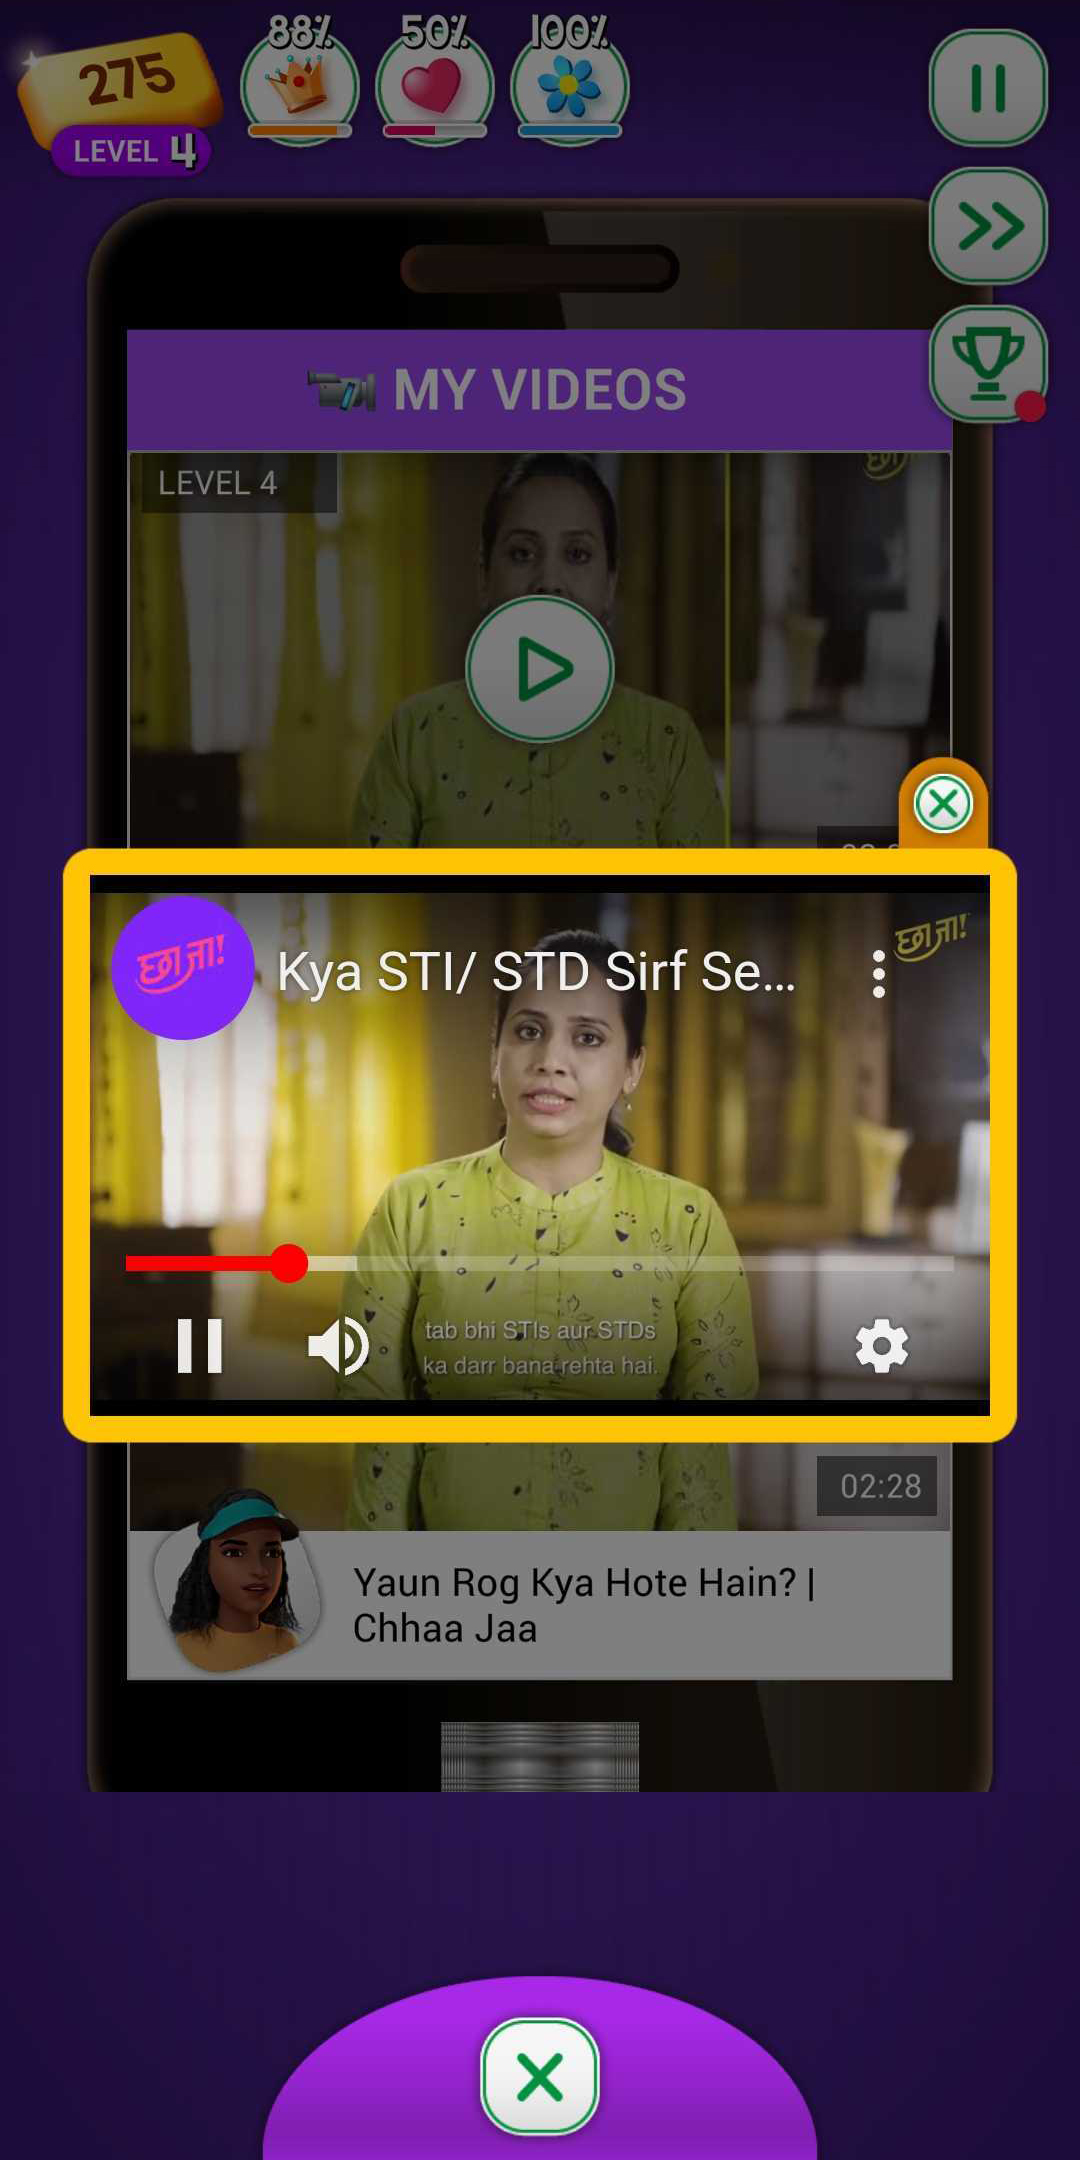 88% 50% 100%
275
LEVEL 4
MY VIDEOS
LEVEL 4
छा जा!
Kya STI/ STD Sirf Se...
छा जा!
tab bhi STIs aur STDs
ka darr bana rehta hai.
02:28
Yaun Rog Kya Hote Hain? |
Chhaa Jaa